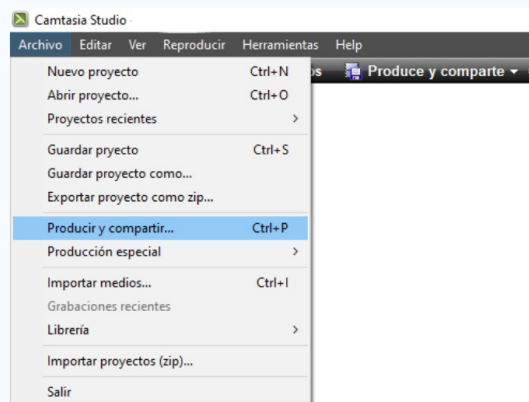 Camtasia Studio
Archivo Editar Ver Reproducir Herramientas Help
Nuevo proyecto Ctrl+N
Produce y comparte
Abrir proyecto... Ctrl+O
Proyectos recientes >
Guardar pryecto Ctrl+S
Guardar proyecto como...
Exportar proyecto como zip...
Producir y compartir... Ctrl+P
Producción especial >
Importar medios... Ctrl+I
Grabaciones recientes
Librería >
Importar proyectos (zip)...
Salir